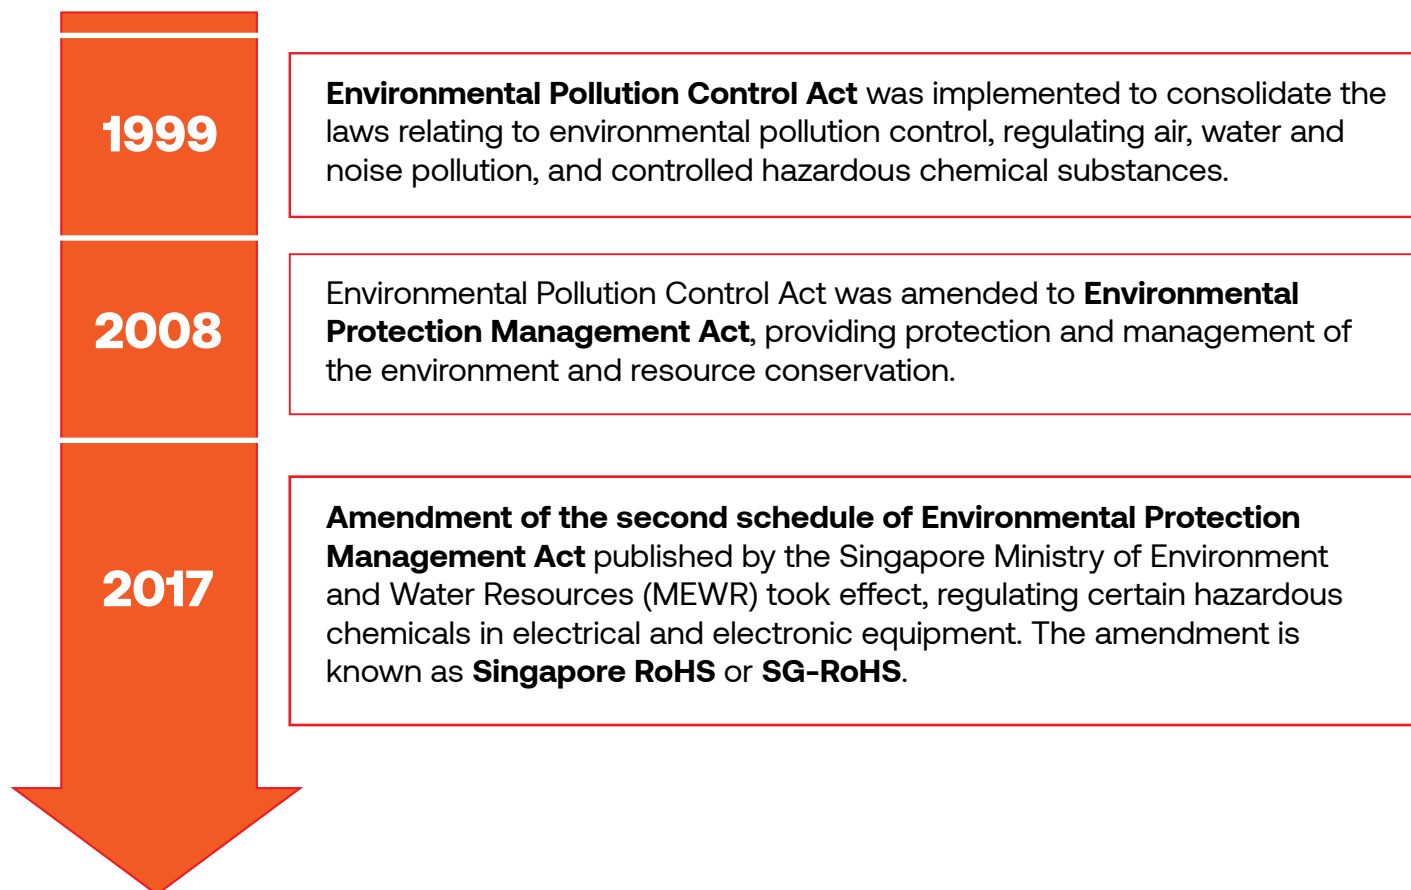 1999
Environmental Pollution Control Act was implemented to consolidate the
laws relating to environmental pollution control, regulating air, water and
noise pollution, and controlled hazardous chemical substances.
2008
Environmental Pollution Control Act was amended to Environmental
Protection Management Act, providing protection and management of
the environment and resource conservation.
2017
Amendment of the second schedule of Environmental Protection
Management Act published by the Singapore Ministry of Environment
and Water Resources (MEWR) took effect, regulating certain hazardous
chemicals in electrical and electronic equipment. The amendment is
known as Singapore RoHS or SG-RoHS.